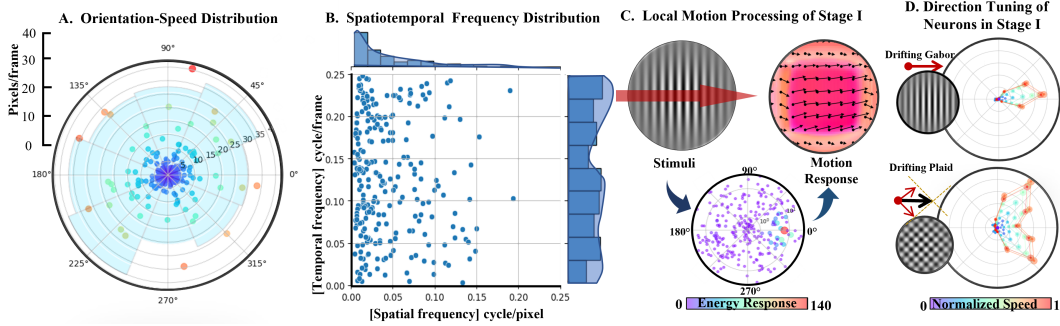 A. Orientation-Speed Distribution
Pixels/frame
40
30
20
10
0
90°
45°
135°
180°
0°
225°
315°
270°
5
10
15
20
25
30
35
B. Spatiotemporal Frequency Distribution
[Temporal frequency] cycle/frame
0.25
0.20
0.15
0.10
0.05
0.00
0.00 0.05 0.10 0.15 0.20 0.25
[Spatial frequency] cycle/pixel
C. Local Motion Processing of Stage I
Stimuli
Motion
Response
90°
180°
0°
270°
0 Energy Response 140
D. Direction Tuning of
Neurons in Stage I
Drifting Gabor
Drifting Plaid
0 Normalized Speed 1